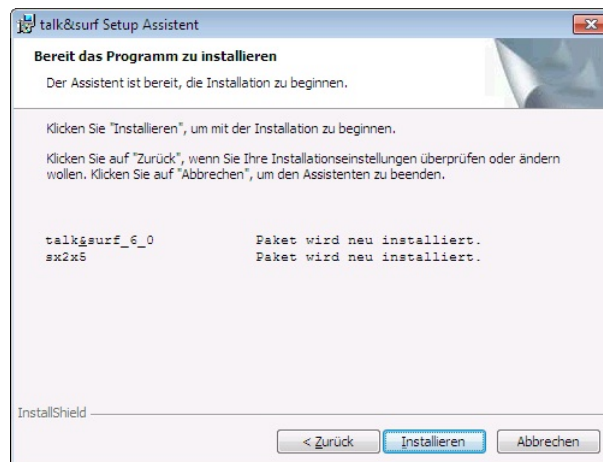 talk&surf Setup Assistent
Bereit das Programm zu installieren
Der Assistent ist bereit, die Installation zu beginnen.
Klicken Sie "Installieren", um mit der Installation zu beginnen.
Klicken Sie auf "Zurück", wenn Sie Ihre Installationseinstellungen überprüfen oder ändern
wollen. Klicken Sie auf "Abbrechen", um den Assistenten zu beenden.
talk&surf_6_0 Paket wird neu installiert.
sx2x5 Paket wird neu installiert.
InstallShield
< Zurück Installieren Abbrechen